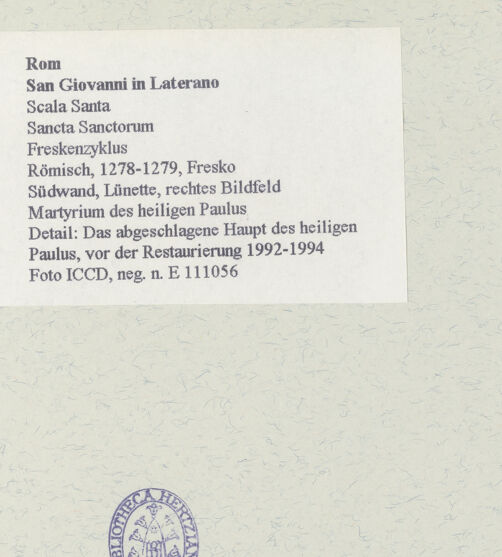 Rom
San Giovanni in Laterano
Scala Santa
Sancta Sanctorum
Freskenzyklus
Römisch, 1278-1279, Fresko
Südwand, Lünette, rechtes Bildfeld
Martyrium des heiligen Paulus
Detail: Das abgeschlagene Haupt des heiligen
Paulus, vor der Restaurierung 1992-1994
Foto ICCD, neg. n. E 111056
BLIOTHECA HERTZIAN